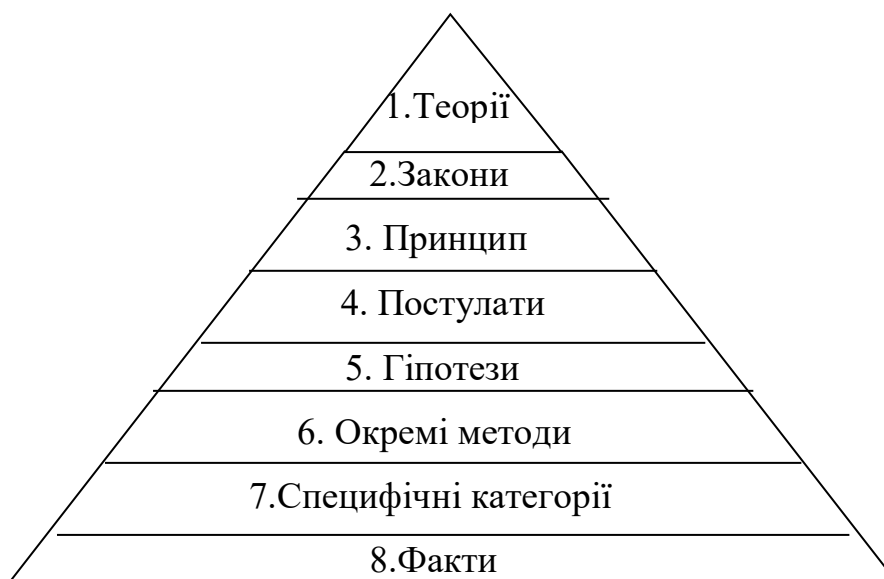 1.Теорії
2.Закони
3. Принцип
4. Постулати
5. Гіпотези
6. Окремі методи
7.Специфічні категорії
8.Факти